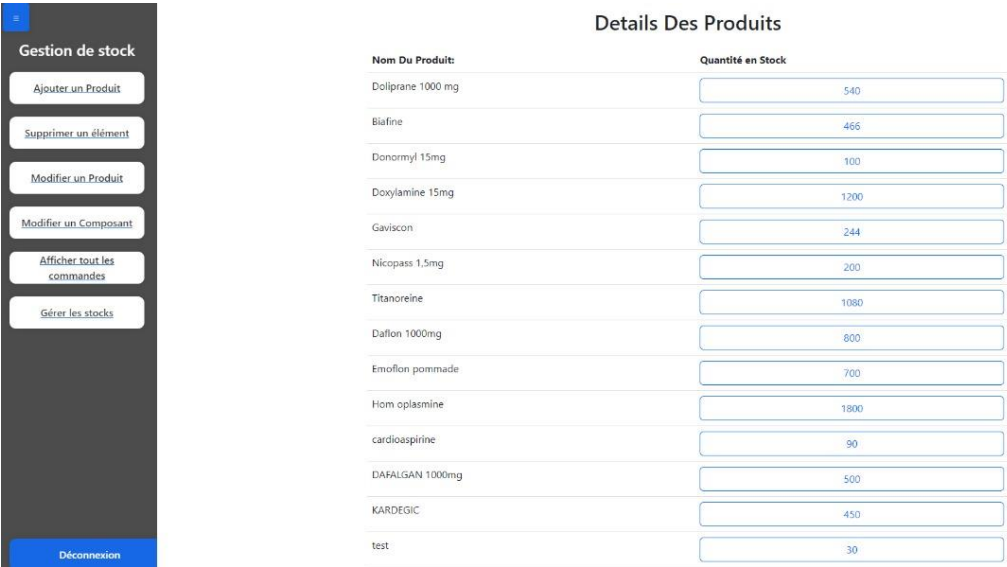 ≡
Gestion de stock
Ajouter un Produit
Supprimer un élément
Modifier un Produit
Modifier un Composant
Afficher tout les
commandes
Gérer les stocks
Déconnexion
Details Des Produits
Nom Du Produit: Quantité en Stock
Doliprane 1000 mg 540
Biafine 466
Donormyl 15mg 100
Doxylamine 15mg 1200
Gaviscon 244
Nicopass 1,5mg 200
Titanoreine 1080
Daflon 1000mg 800
Emoflon pommade 700
Hom oplasmine 1800
cardioaspirine 90
DAFALGAN 1000mg 500
KARDEGIC 450
test 30